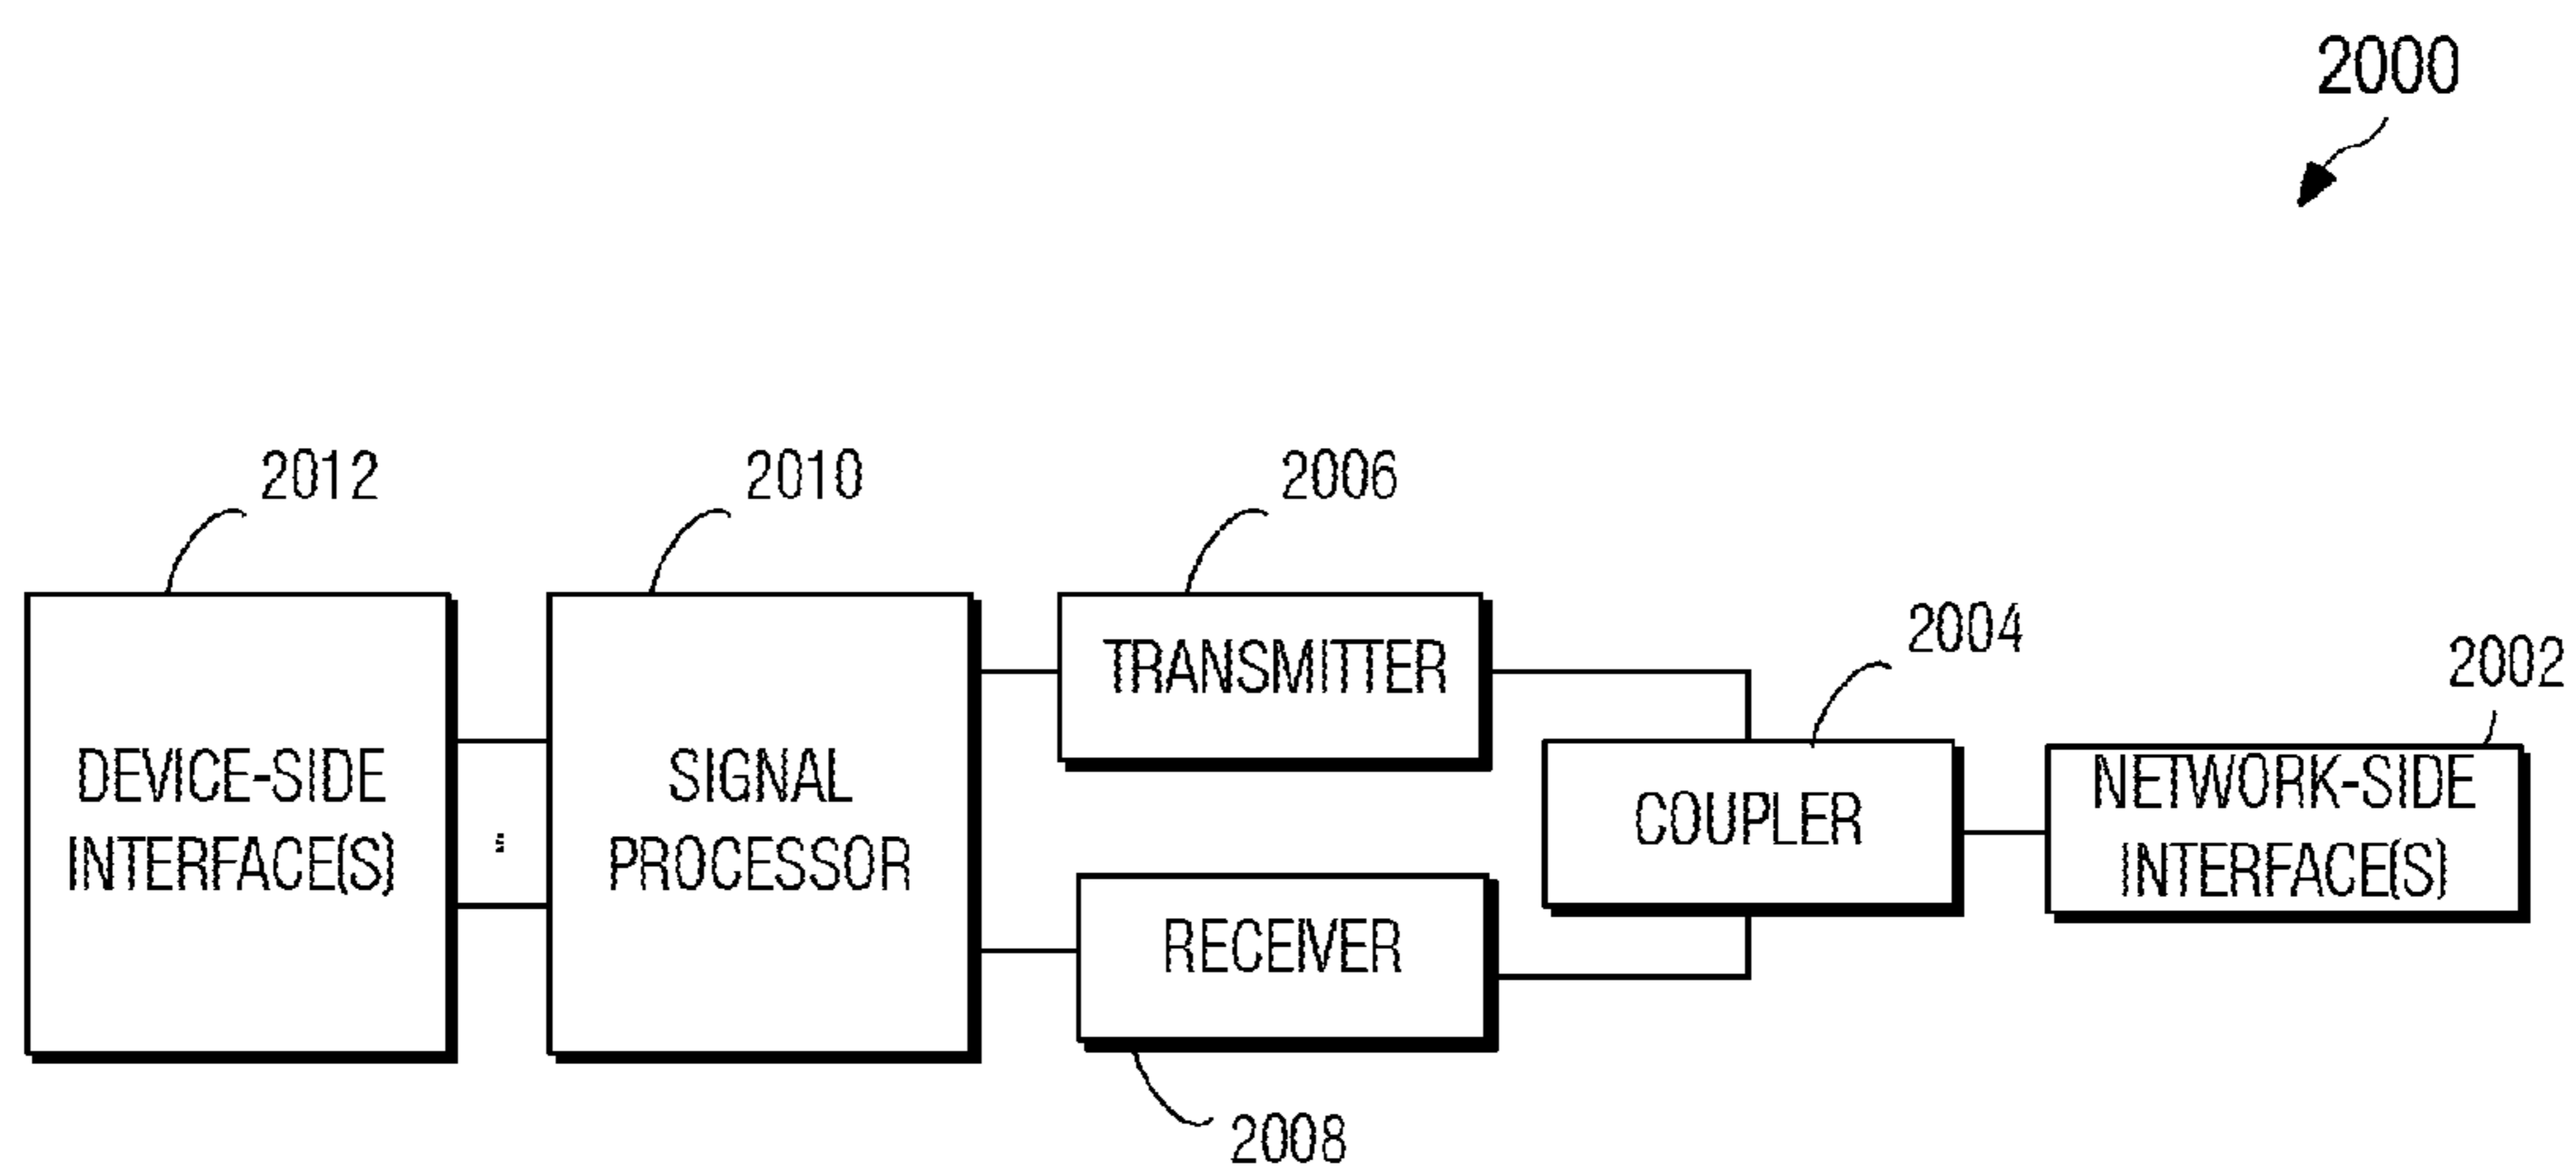 2000
2012
2010
2006
2004
2002
DEVICE-SIDE
INTERFACE(S)
SIGNAL
PROCESSOR
TRANSMITTER
RECEIVER
COUPLER
NETWORK-SIDE
INTERFACE(S)
2008